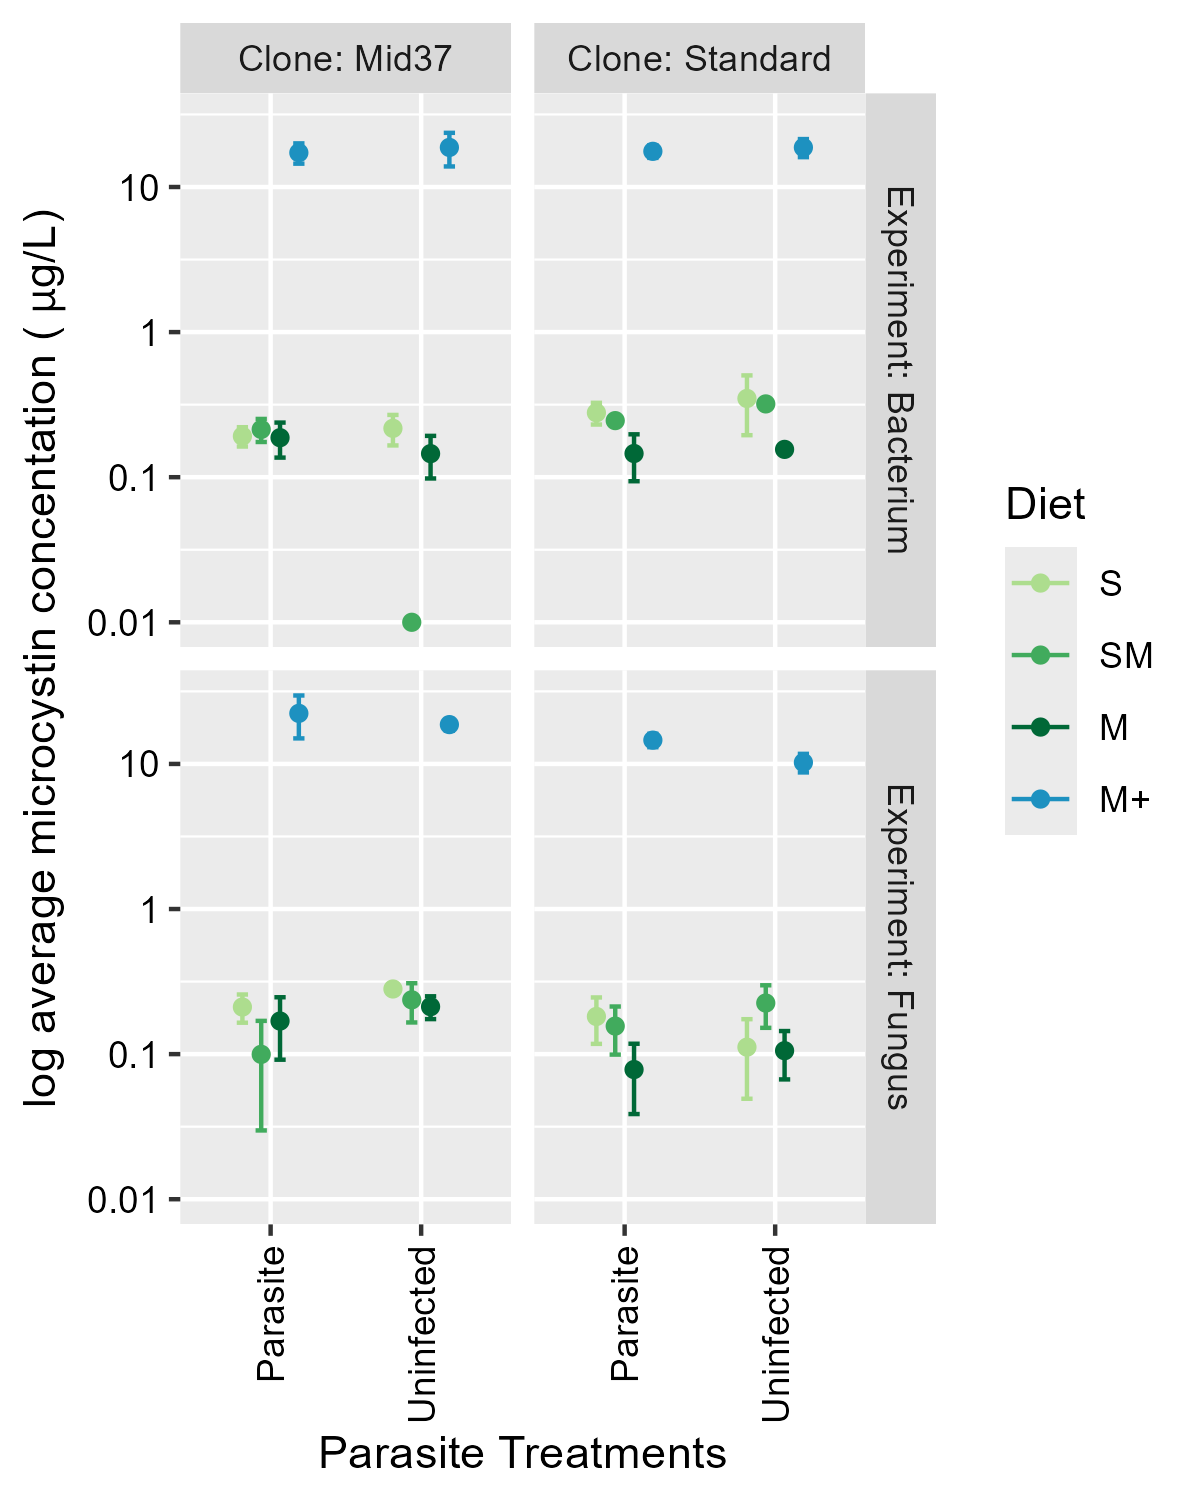 Clone: Mid37
Clone: Standard
Experiment: Bacterium
Experiment: Fungus
log average microcystin concentration ( µg/L)
10
1
0.1
0.01
10
1
0.1
0.01
Parasite
Uninfected
Parasite
Uninfected
Parasite Treatments
Diet
S
SM
M
M+